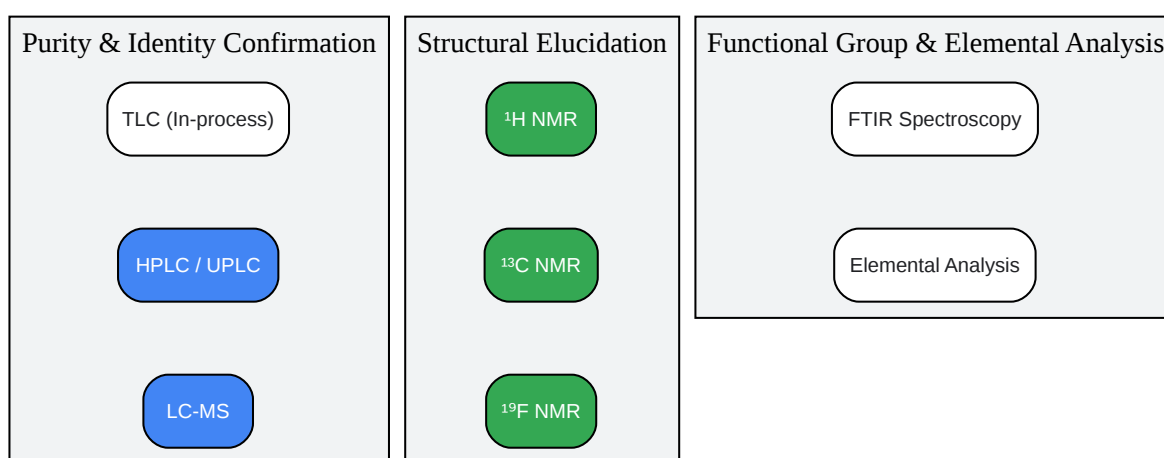 Purity & Identity Confirmation
TLC (In-process)
HPLC / UPLC
LC-MS
Structural Elucidation
¹H NMR
¹³C NMR
¹⁹F NMR
Functional Group & Elemental Analysis
FTIR Spectroscopy
Elemental Analysis